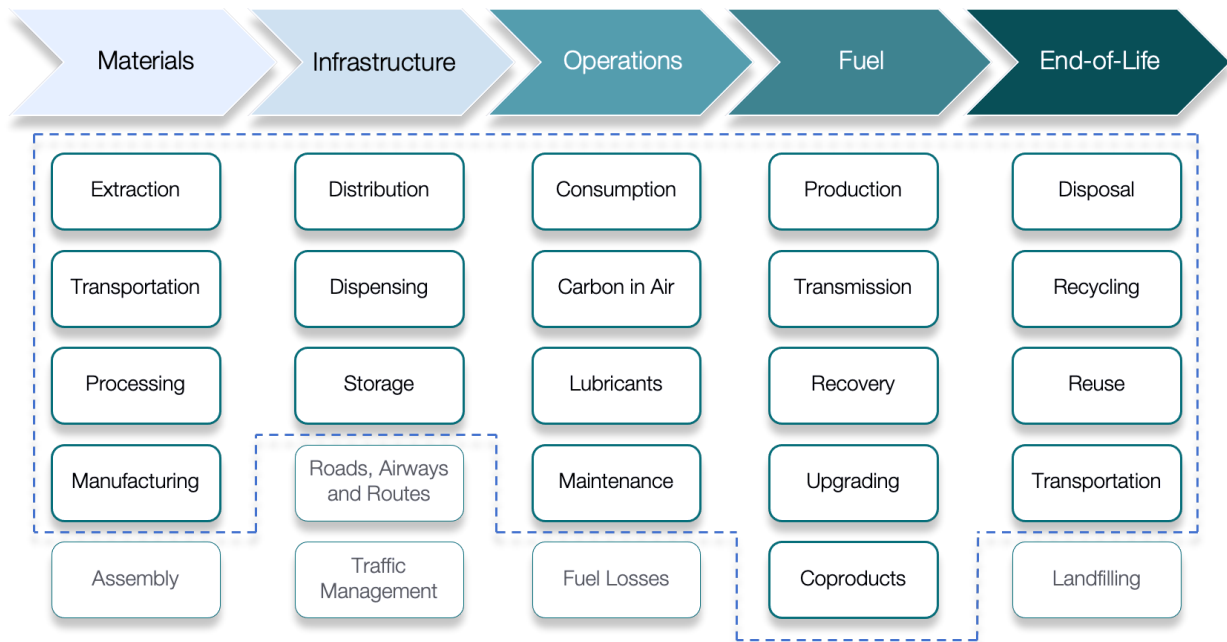 Materials
Infrastructure
Operations
Fuel
End-of-Life
Extraction
Distribution
Consumption
Production
Disposal
Transportation
Dispensing
Carbon in Air
Transmission
Recycling
Processing
Storage
Lubricants
Recovery
Reuse
Manufacturing
Roads, Airways
and Routes
Maintenance
Upgrading
Transportation
Assembly
Traffic
Management
Fuel Losses
Coproducts
Landfilling